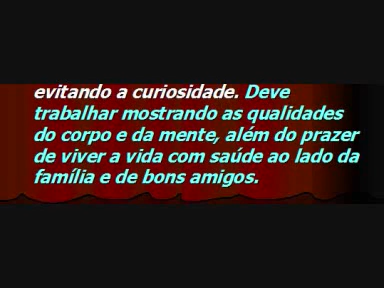 evitando a curiosidade. Deve
trabalhar mostrando as qualidades
do corpo e da mente, além do prazer
de viver a vida com saúde ao lado da
família e de bons amigos.